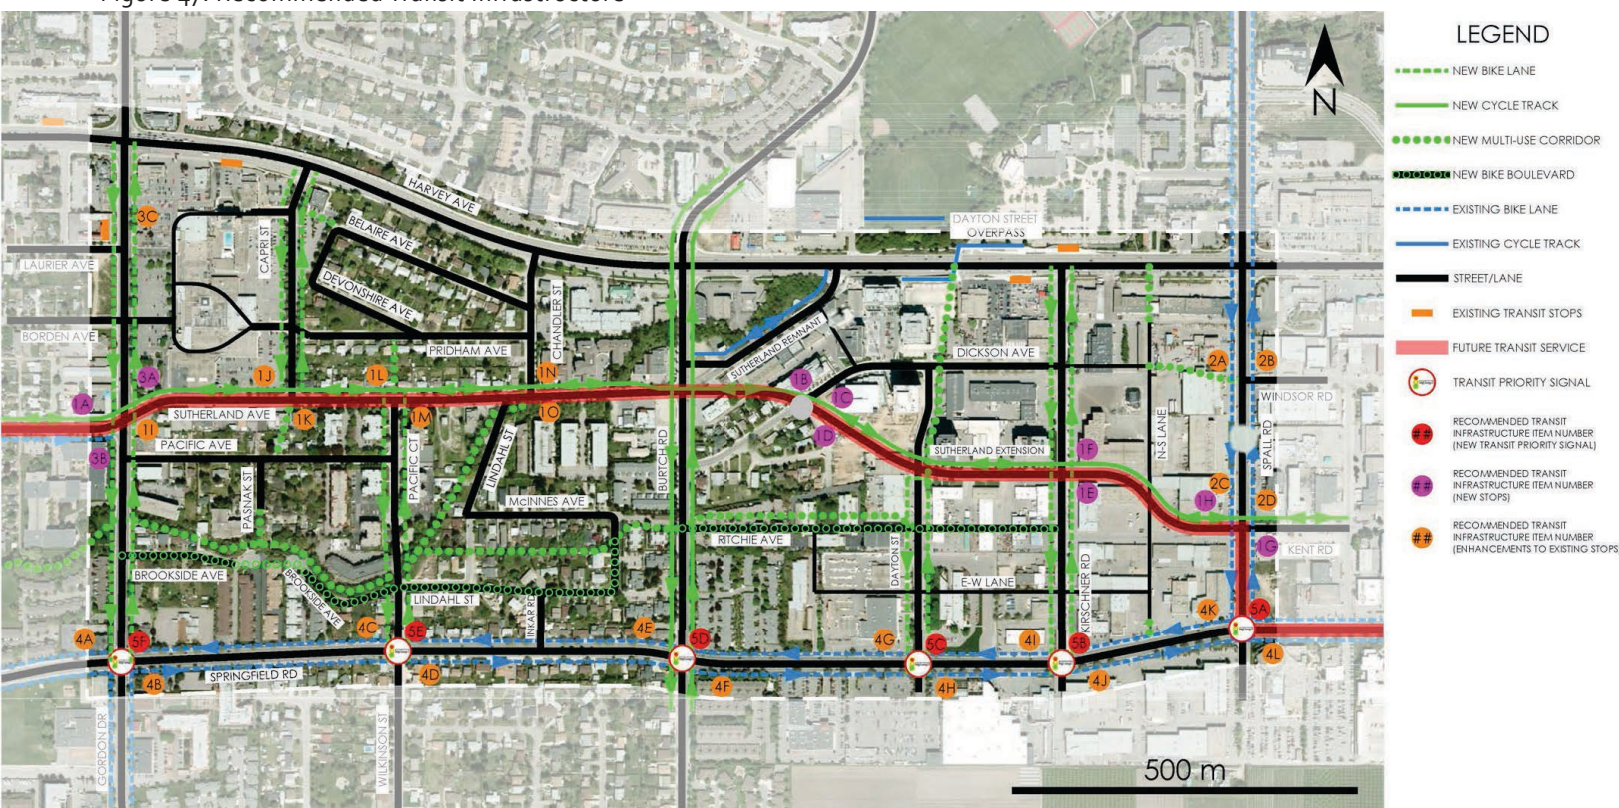 Figure 47: Recommended Transit Infrastructure
LEGEND
NEW BIKE LANE
NEW CYCLE TRACK
NEW MULTI-USE CORRIDOR
NEW BIKE BOULEVARD
EXISTING BIKE LANE
EXISTING CYCLE TRACK
STREET/LANE
EXISTING TRANSIT STOPS
FUTURE TRANSIT SERVICE
TRANSIT PRIORITY SIGNAL
## RECOMMENDED TRANSIT
INFRASTRUCTURE ITEM NUMBER
(NEW TRANSIT PRIORITY SIGNAL)
## RECOMMENDED TRANSIT
INFRASTRUCTURE ITEM NUMBER
(NEW STOPS)
## RECOMMENDED TRANSIT
INFRASTRUCTURE ITEM NUMBER
(ENHANCEMENTS TO EXISTING STOPS
N
HARVEY AVE
3C
BELAIRE AVE
DAYTON STREET
OVERPASS
CAPRI ST
LAURIER AVE
DEVONSHIRE AVE
CHANDLER ST
BORDEN AVE
PRIDHAM AVE
SUTHERLAND REMNANT
DICKSON AVE
2A
2B
3A
1J
1L
1N
1B
1C
WINDSOR RD
1A
SUTHERLAND AVE
1K
1M
1O
1I
1D
PACIFIC AVE
3B
PACIFIC CT
LINDAHL ST
BURTCH RD
SUTHERLAND EXTENSION
1F
N-S LANE
SPALL RD
PASNAK ST
McINNES AVE
1E
2C
1H
2D
RITCHIE AVE
1G
KENT RD
BROOKSIDE AVE
BROOKSIDE AVE
LINDAHL ST
INKAR RD
DAYTON ST
E-W LANE
KIRSCHNER RD
4A
5F
4C
5E
4E
5D
4G
5C
4I
5B
4K
5A
4B
SPRINGFIELD RD
4D
4F
4H
4J
4L
GORDON DR
WILKINSON ST
500 m